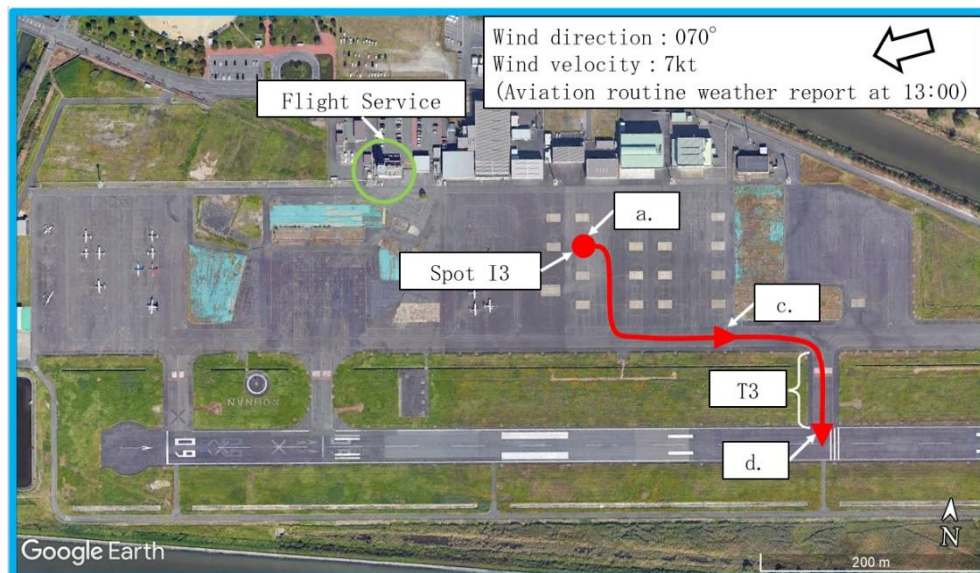 Wind direction：070°
Wind velocity：7kt
(Aviation routine weather report at 13:00)
Flight Service
a.
Spot I3
c.
T3
d.
KOHNAN
09
N
Google Earth
200 m